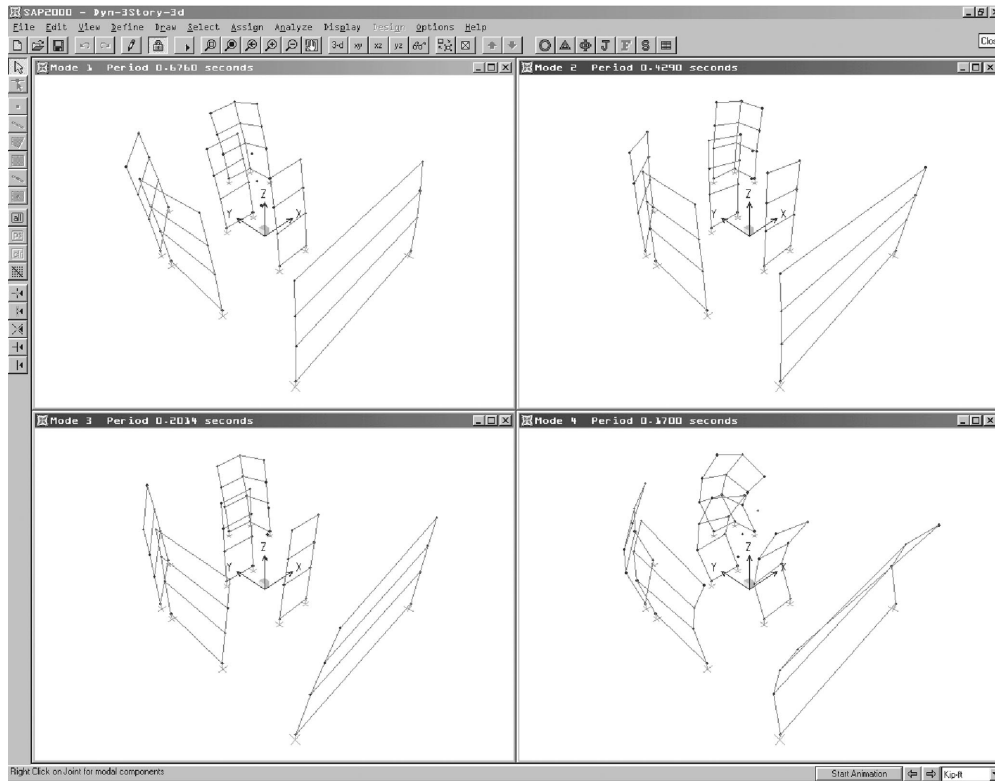 SAP2000 - Dyn-3Story-3d
File Edit View Define Draw Select Assign Analyze Display Design Options Help
3-d xy xz yz
J F S
Clo
all
Mode 1 Period 0.6760 seconds
Z
Y X
Mode 2 Period 0.4290 seconds
Z
Y X
Mode 3 Period 0.2014 seconds
Z
Y X
Mode 4 Period 0.1700 seconds
Z
Y X
Right Click on Joint for modal components
Start Animation
Kip-ft